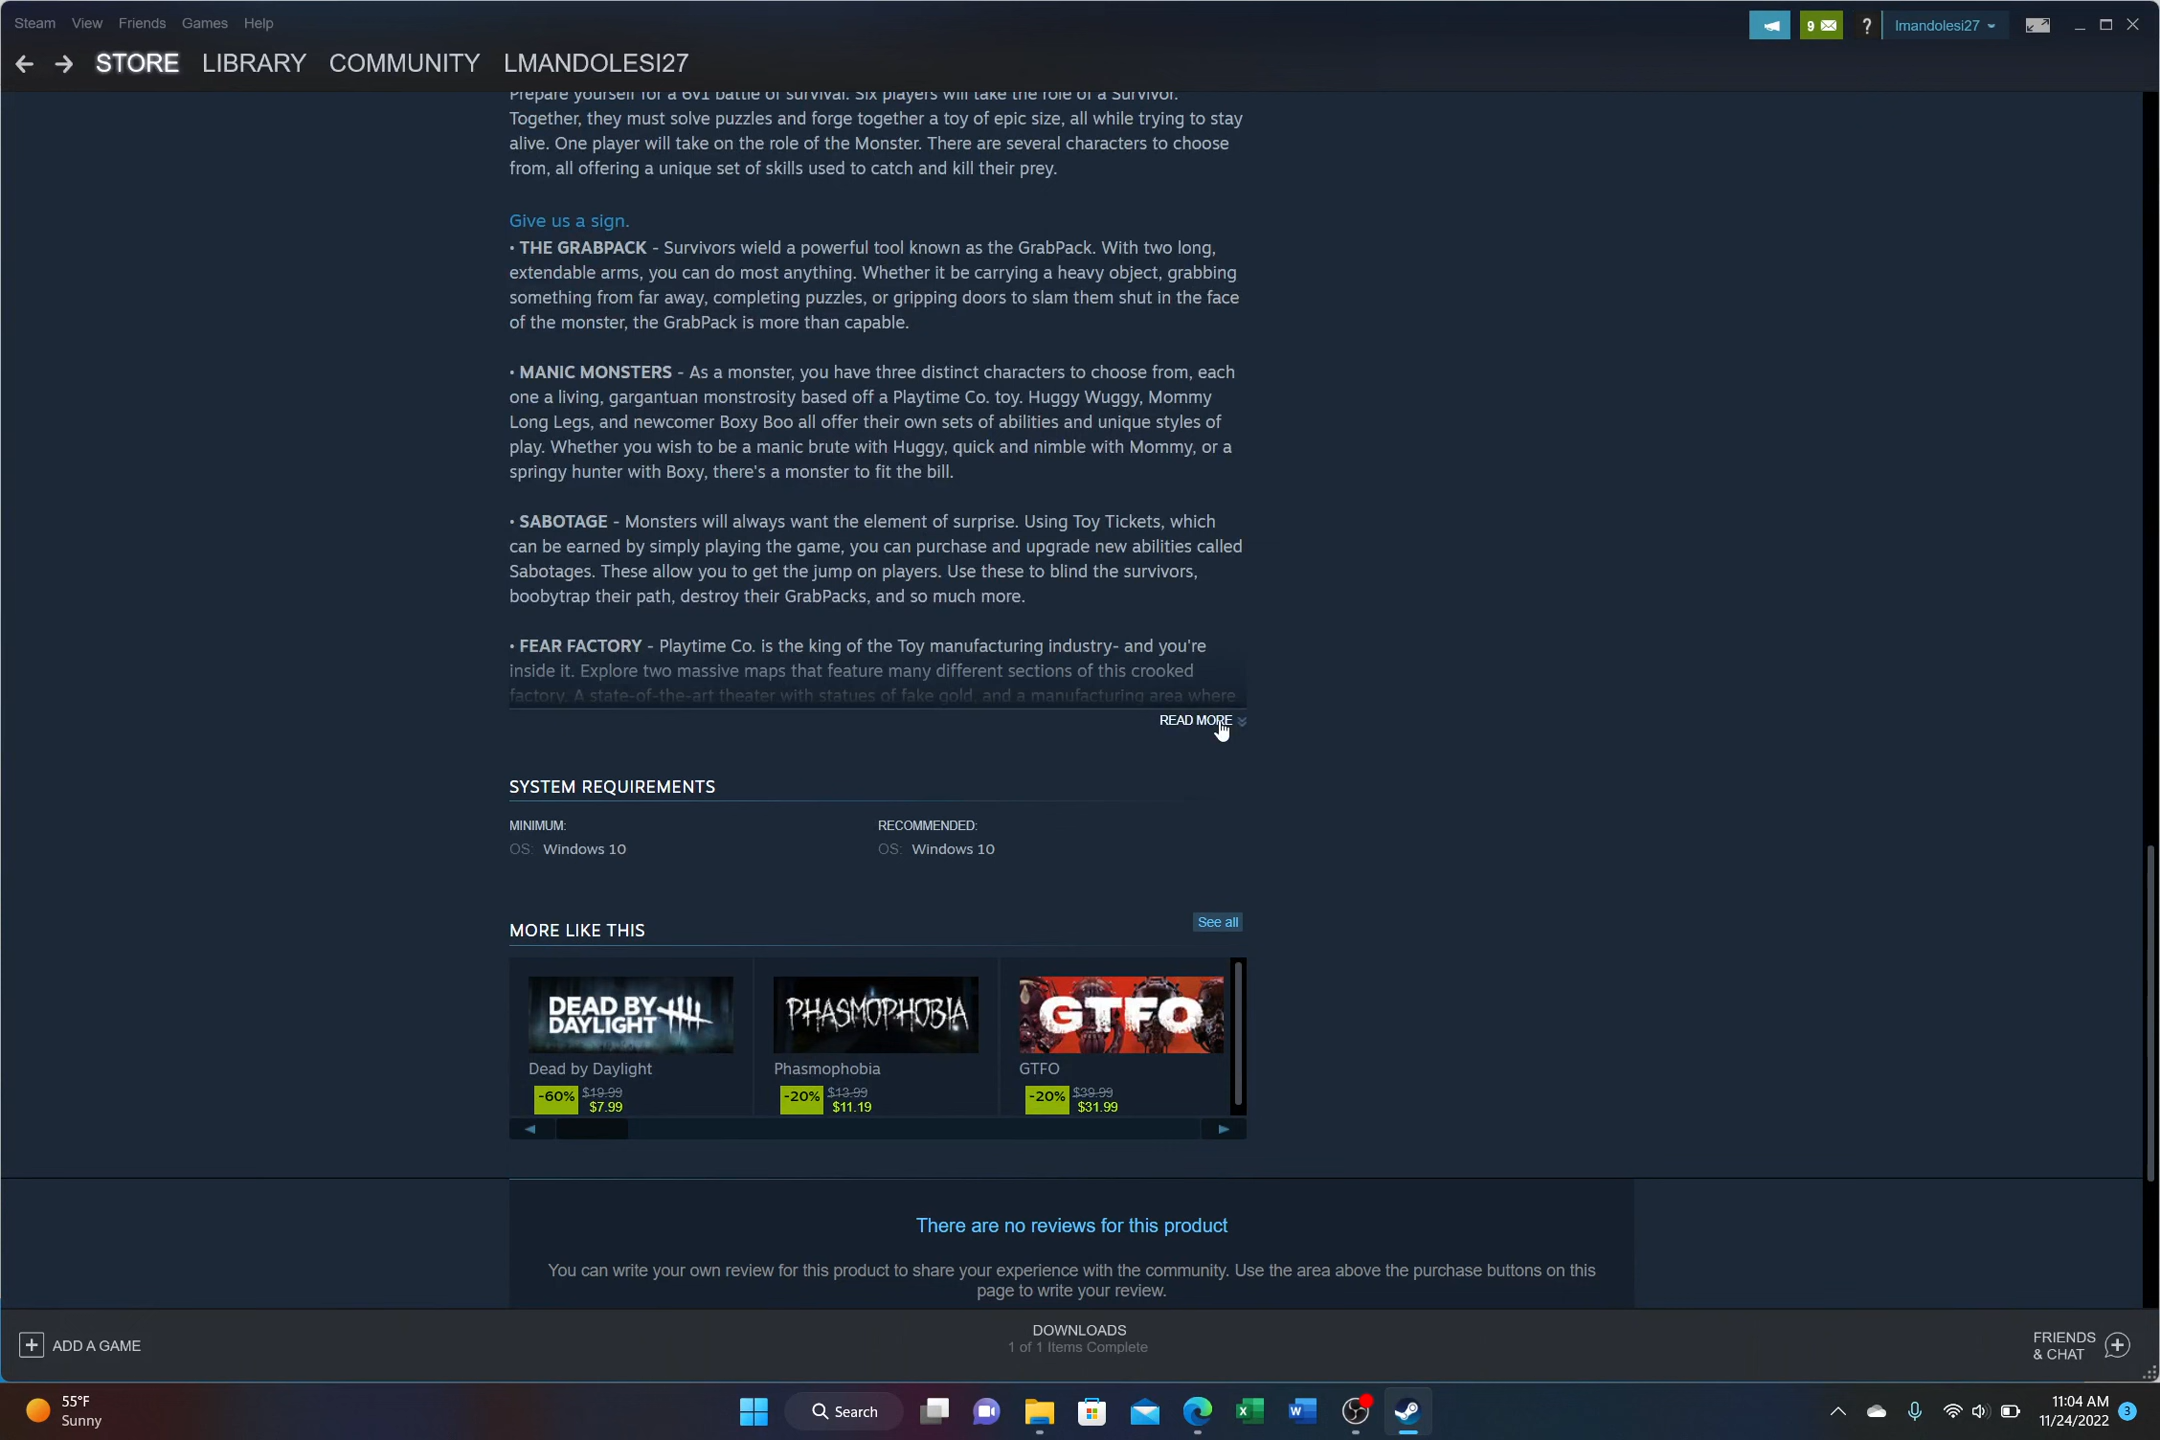 Steam View Friends Games Help
9 ? lmandolesi27
STORE LIBRARY COMMUNITY LMANDOLESI27
Prepare yourself for a 6v1 battle of survival. Six players will take the role of a Survivor.
Together, they must solve puzzles and forge together a toy of epic size, all while trying to stay
alive. One player will take on the role of the Monster. There are several characters to choose
from, all offering a unique set of skills used to catch and kill their prey.
Give us a sign.
• THE GRABPACK - Survivors wield a powerful tool known as the GrabPack. With two long,
extendable arms, you can do most anything. Whether it be carrying a heavy object, grabbing
something from far away, completing puzzles, or gripping doors to slam them shut in the face
of the monster, the GrabPack is more than capable.
• MANIC MONSTERS - As a monster, you have three distinct characters to choose from, each
one a living, gargantuan monstrosity based off a Playtime Co. toy. Huggy Wuggy, Mommy
Long Legs, and newcomer Boxy Boo all offer their own sets of abilities and unique styles of
play. Whether you wish to be a manic brute with Huggy, quick and nimble with Mommy, or a
springy hunter with Boxy, there's a monster to fit the bill.
• SABOTAGE - Monsters will always want the element of surprise. Using Toy Tickets, which
can be earned by simply playing the game, you can purchase and upgrade new abilities called
Sabotages. These allow you to get the jump on players. Use these to blind the survivors,
boobytrap their path, destroy their GrabPacks, and so much more.
• FEAR FACTORY - Playtime Co. is the king of the Toy manufacturing industry- and you're
inside it. Explore two massive maps that feature many different sections of this crooked
factory. A state-of-the-art theater with statues of fake gold, and a manufacturing area where
READ MORE
SYSTEM REQUIREMENTS
MINIMUM: RECOMMENDED:
OS: Windows 10 OS: Windows 10
MORE LIKE THIS See all
DEAD BY DAYLIGHT PHASMOPHOBIA GTFO
Dead by Daylight Phasmophobia GTFO
-60% $19.99 $7.99 -20% $13.99 $11.19 -20% $39.99 $31.99
There are no reviews for this product
You can write your own review for this product to share your experience with the community. Use the area above the purchase buttons on this
page to write your review.
ADD A GAME
DOWNLOADS
1 of 1 Items Complete
FRIENDS
& CHAT
55°F
Sunny
Search
11:04 AM
11/24/2022
3